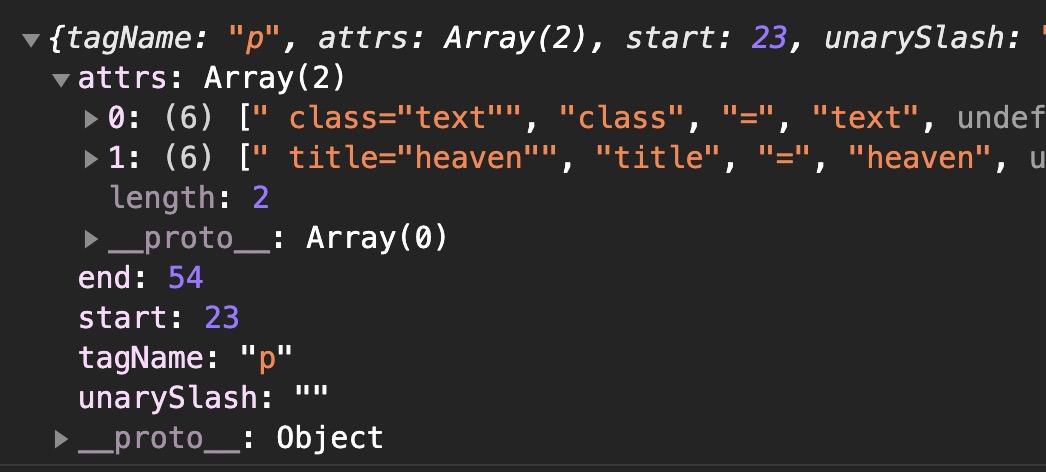 ▼{tagName: "p", attrs: Array(2), start: 23, unarySlash: "
▼attrs: Array(2)
▶0: (6) [" class="text"", "class", "=", "text", undef
▶1: (6) [" title="heaven"", "title", "=", "heaven", u
length: 2
▶__proto__: Array(0)
end: 54
start: 23
tagName: "p"
unarySlash: ""
▶__proto__: Object